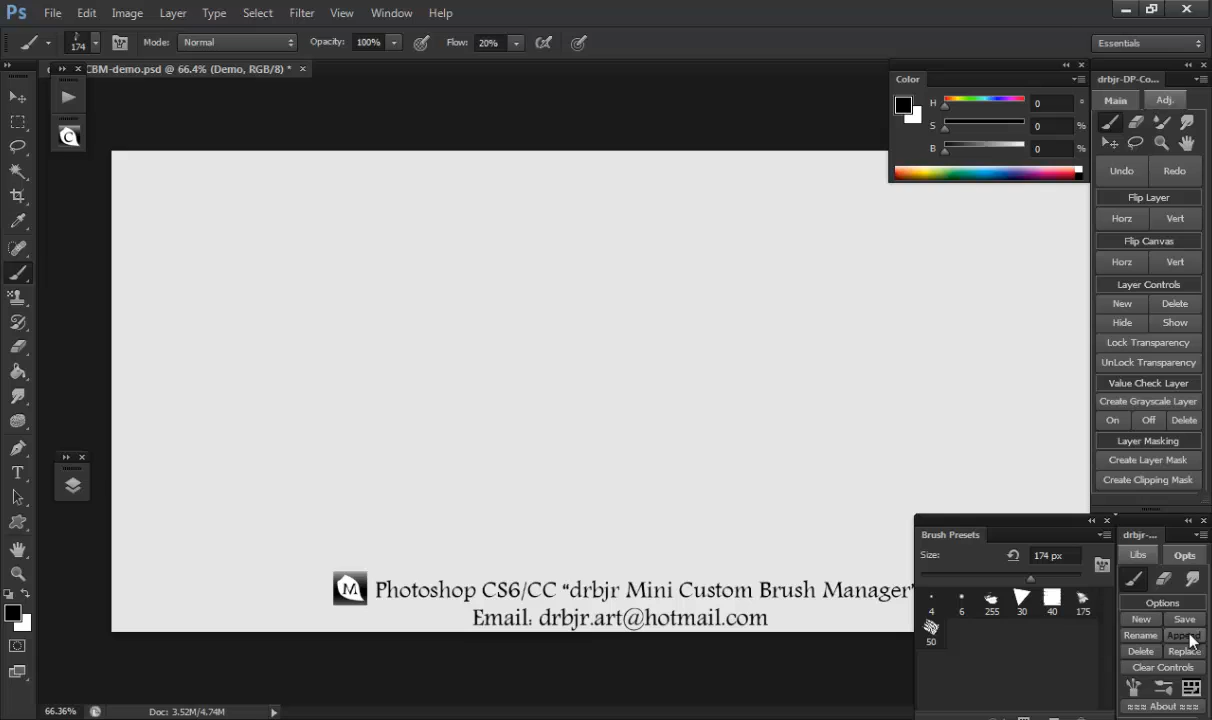 Ps File Edit Image Layer Type Select Filter View Window Help
174 Mode: Normal Opacity: 100% Flow: 20% Essentials
CBM-demo.psd @ 66.4% (Demo, RGB/8) *
Color
H 0 °
S 0 %
B 0 %
drbjr-DP-Co...
Main Adj.
Undo Redo
Flip Layer
Horz Vert
Flip Canvas
Horz Vert
Layer Controls
New Delete
Hide Show
Lock Transparency
UnLock Transparency
Value Check Layer
Create Grayscale Layer
On Off Delete
Layer Masking
Create Layer Mask
Create Clipping Mask
C
M Photoshop CS6/CC “drbjr Mini Custom Brush Manager”
Email: drbjr.art@hotmail.com
Brush Presets
Size: 174 px
4 6 255 30 40 175
50
drbjr-...
Libs Opts
Options
New Save
Rename Append
Delete Replace
Clear Controls
=== About ===
66.36% Doc: 3.52M/4.74M